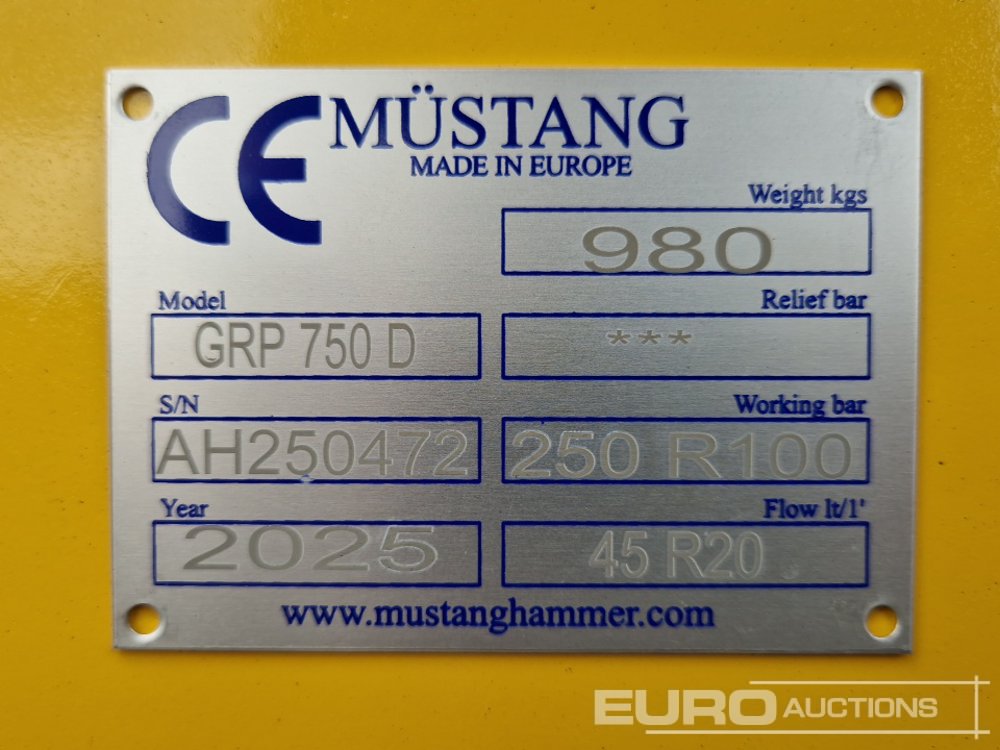 CE MÜSTANG
MADE IN EUROPE
Weight kgs
980
Model
GRP 750 D
Relief bar
***
S/N
AH250472
Working bar
250 R100
Year
2025
Flow lt/1'
45 R20
www.mustanghammer.com
EURO AUCTIONS